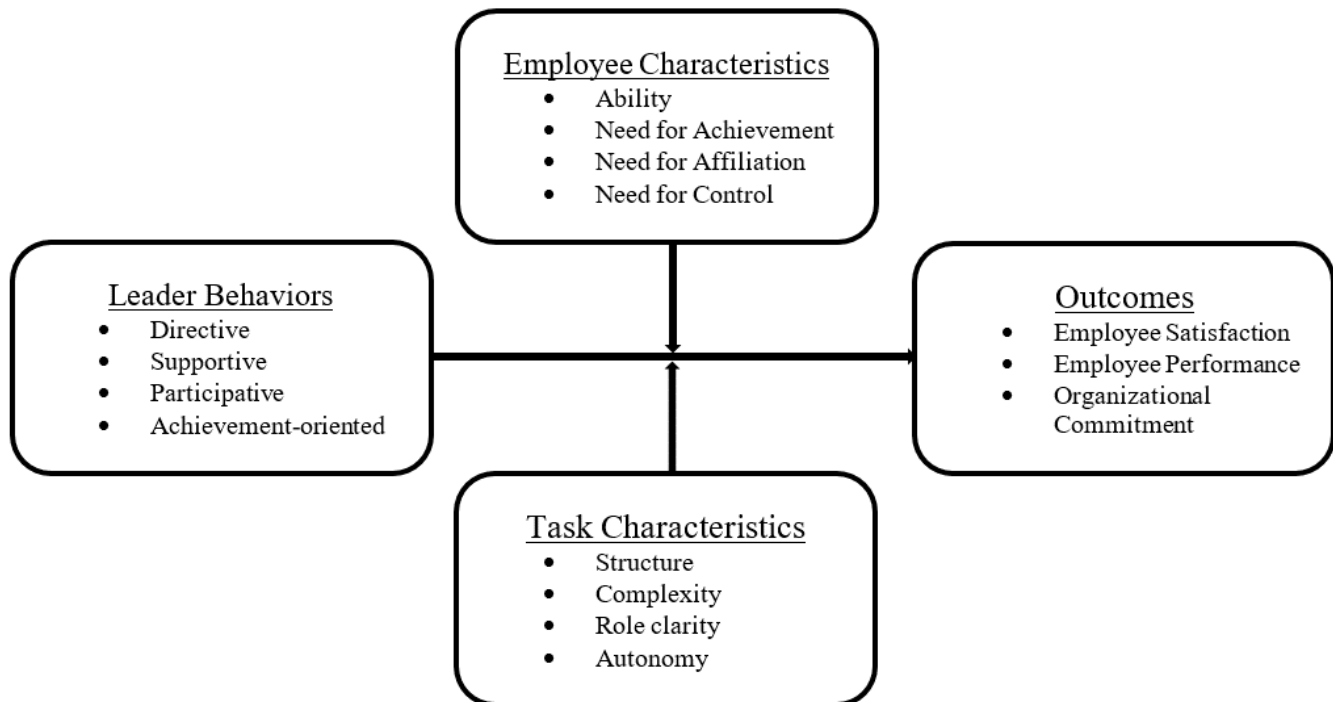 Employee Characteristics
• Ability
• Need for Achievement
• Need for Affiliation
• Need for Control
Leader Behaviors
• Directive
• Supportive
• Participative
• Achievement-oriented
Outcomes
• Employee Satisfaction
• Employee Performance
• Organizational
Commitment
Task Characteristics
• Structure
• Complexity
• Role clarity
• Autonomy